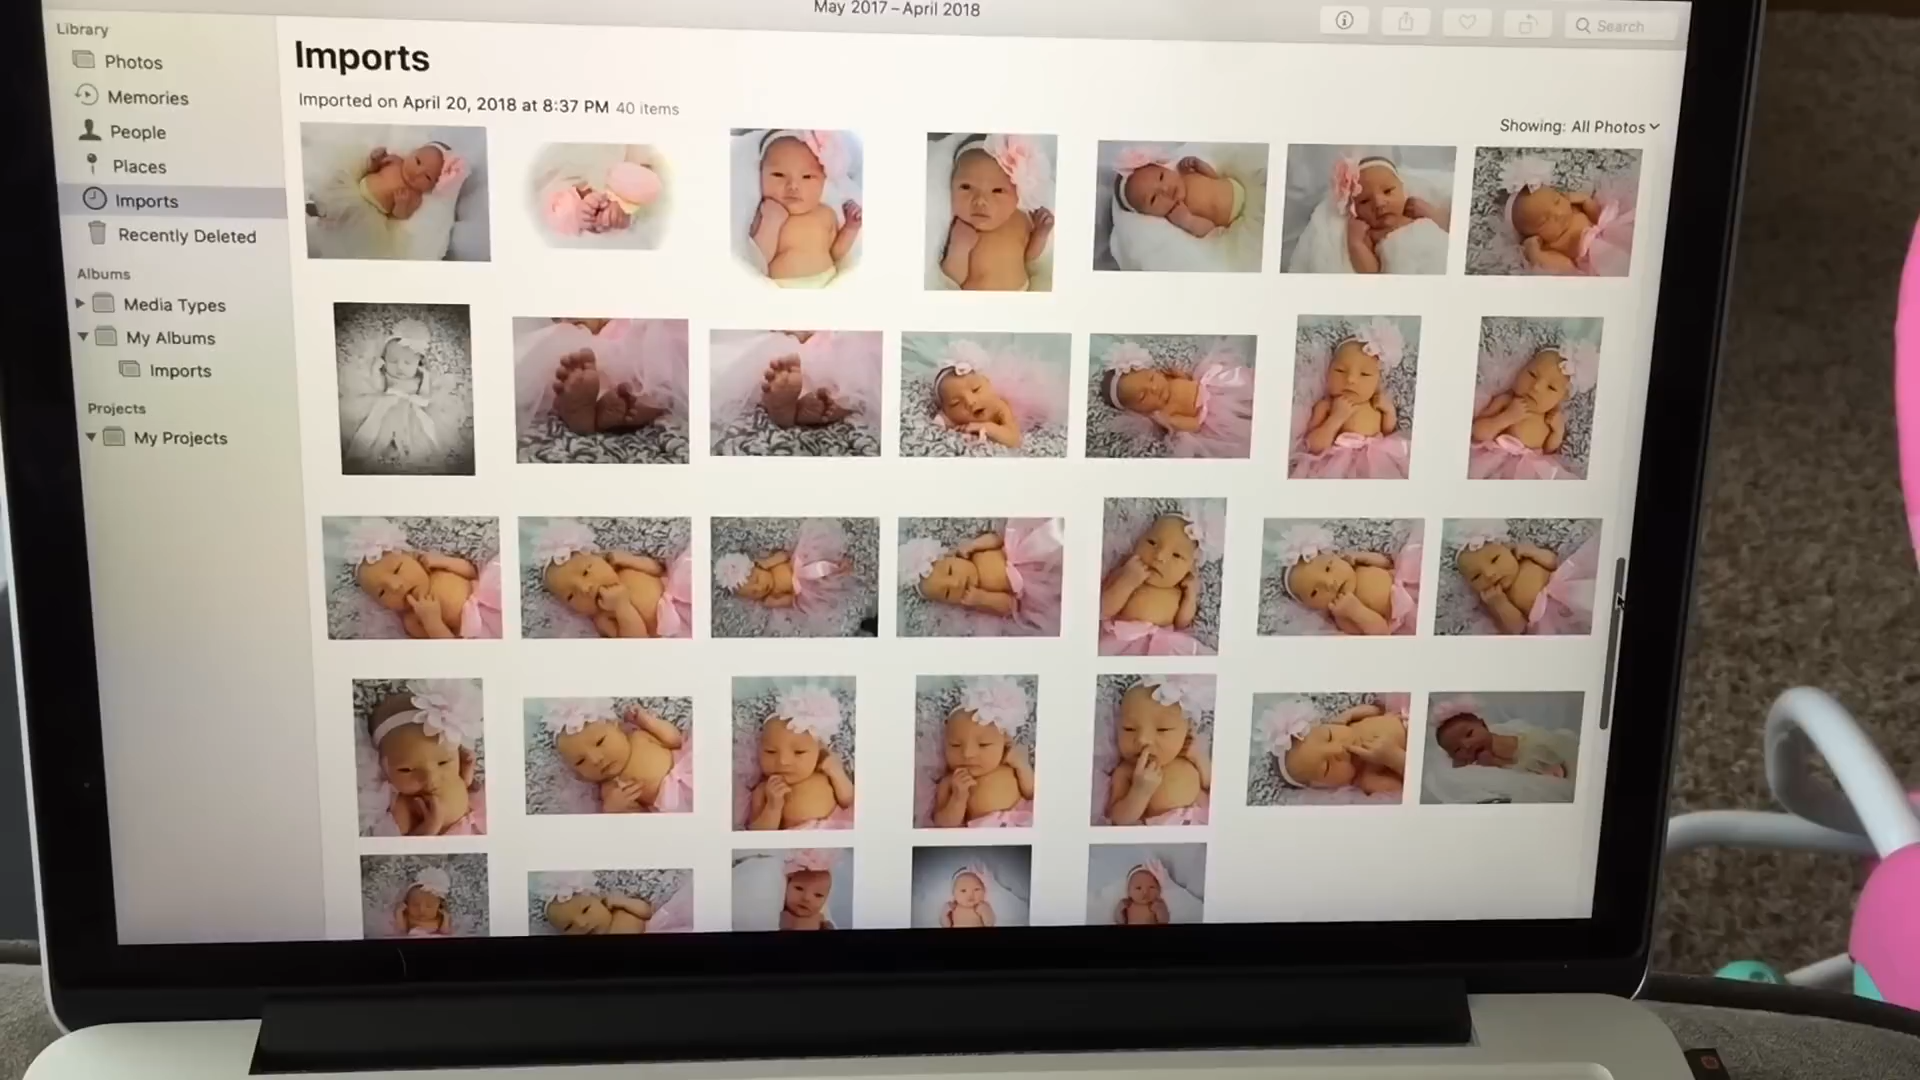 May 2017 – April 2018
Search
Library
Photos
Memories
People
Places
Imports
Recently Deleted
Albums
Media Types
My Albums
Imports
Projects
My Projects
Imports
Imported on April 20, 2018 at 8:37 PM 40 items
Showing: All Photos